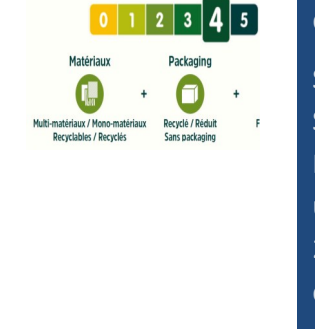 0 1 2 3 4 5
Matériaux Packaging
+ +
Multi-matériaux / Mono-matériaux Recyclé / Réduit F
Recyclables / Recyclés Sans packaging